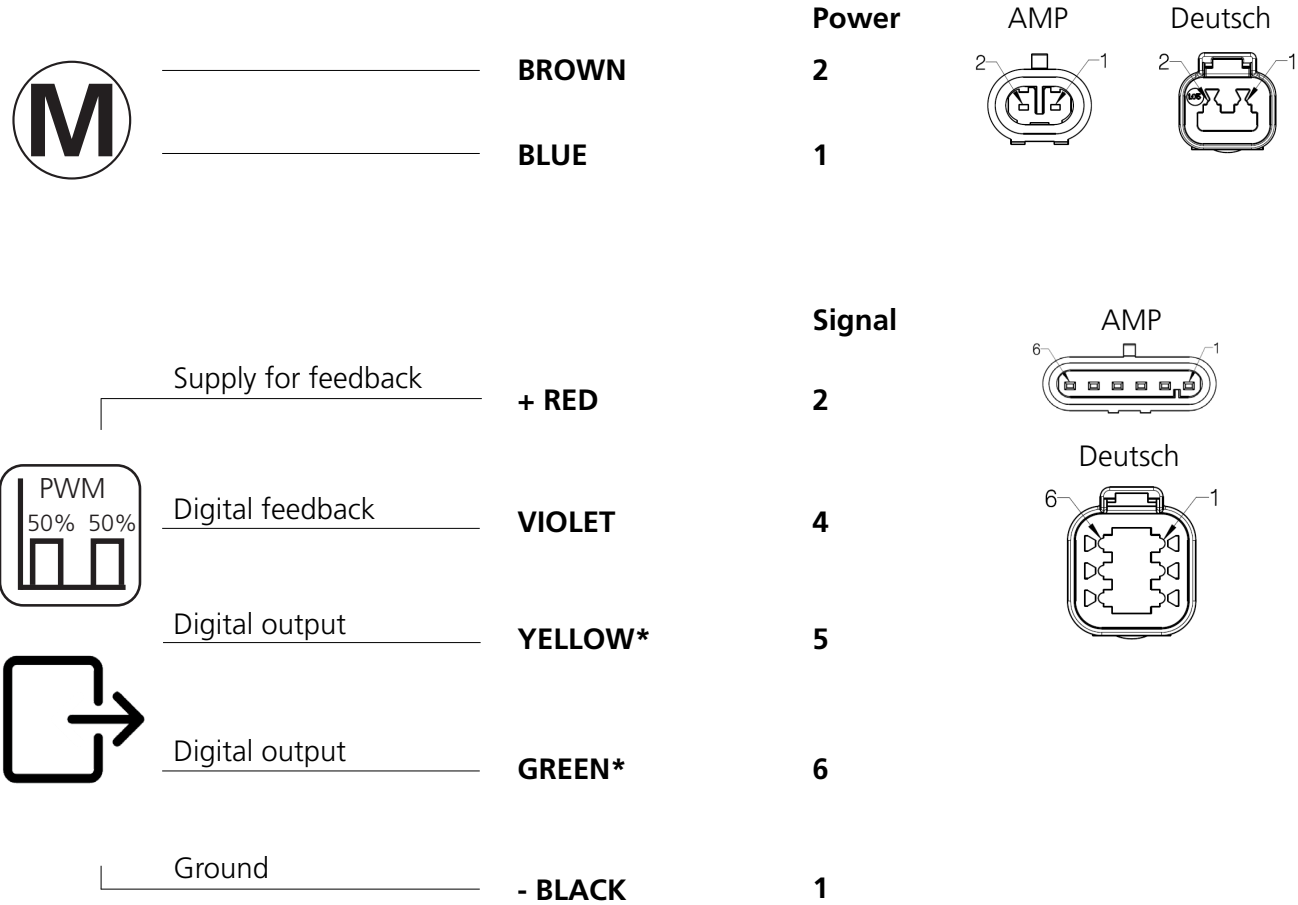 Power AMP Deutsch
M BROWN 2 2 1 2 1
BLUE 1
Signal AMP
6 1
Supply for feedback
+ RED 2
Deutsch
PWM
50% 50%
Digital feedback VIOLET 4
6 1
Digital output
YELLOW* 5
Digital output
GREEN* 6
Ground
- BLACK 1